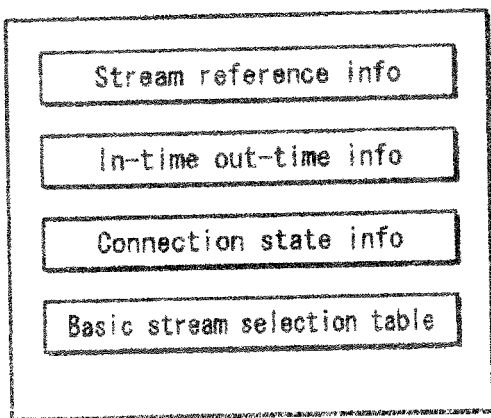 Stream reference info
In-time out-time info
Connection state info
Basic stream selection table